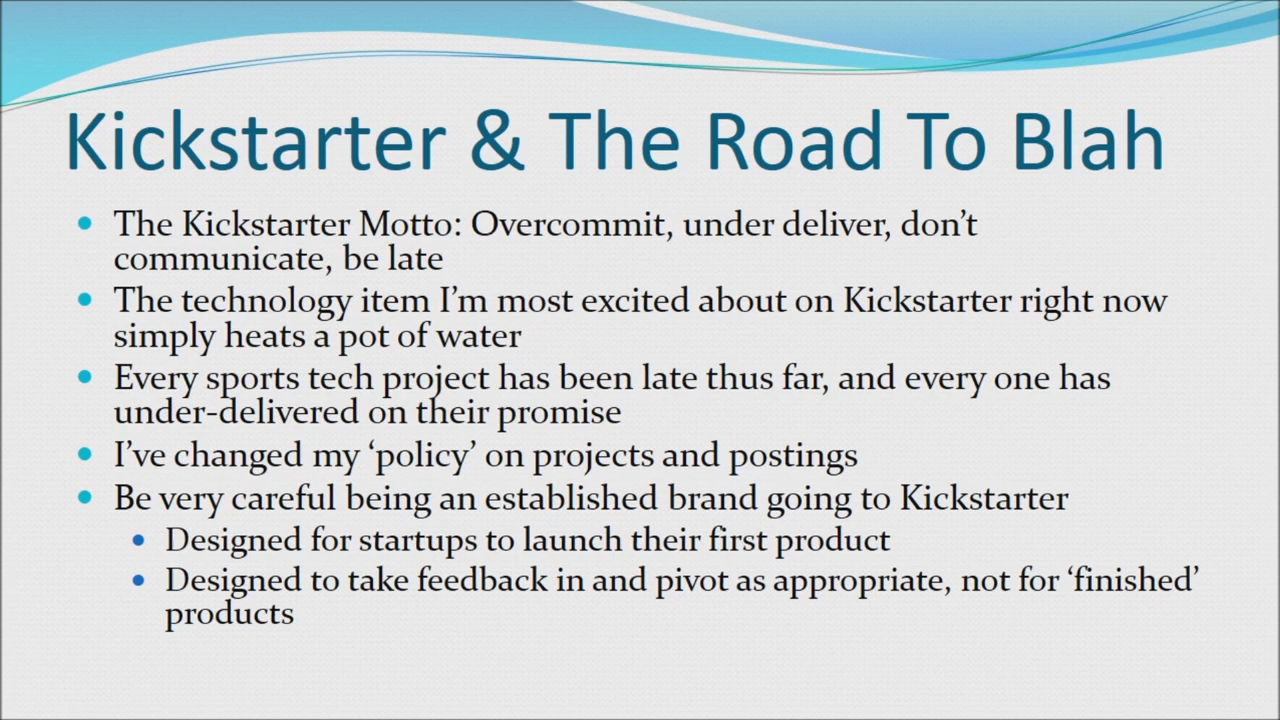 Kickstarter & The Road To Blah
The Kickstarter Motto: Overcommit, under deliver, don’t
communicate, be late
The technology item I’m most excited about on Kickstarter right now
simply heats a pot of water
Every sports tech project has been late thus far, and every one has
under-delivered on their promise
I’ve changed my ‘policy’ on projects and postings
Be very careful being an established brand going to Kickstarter
Designed for startups to launch their first product
Designed to take feedback in and pivot as appropriate, not for ‘finished’
products